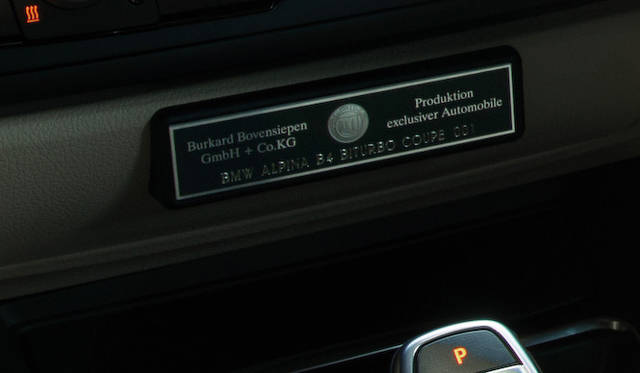 Burkard Bovensiepen
GmbH + Co.KG
Produktion
exclusiver Automobile
BMW ALPINA B4 BITURBO COUPE 001
P